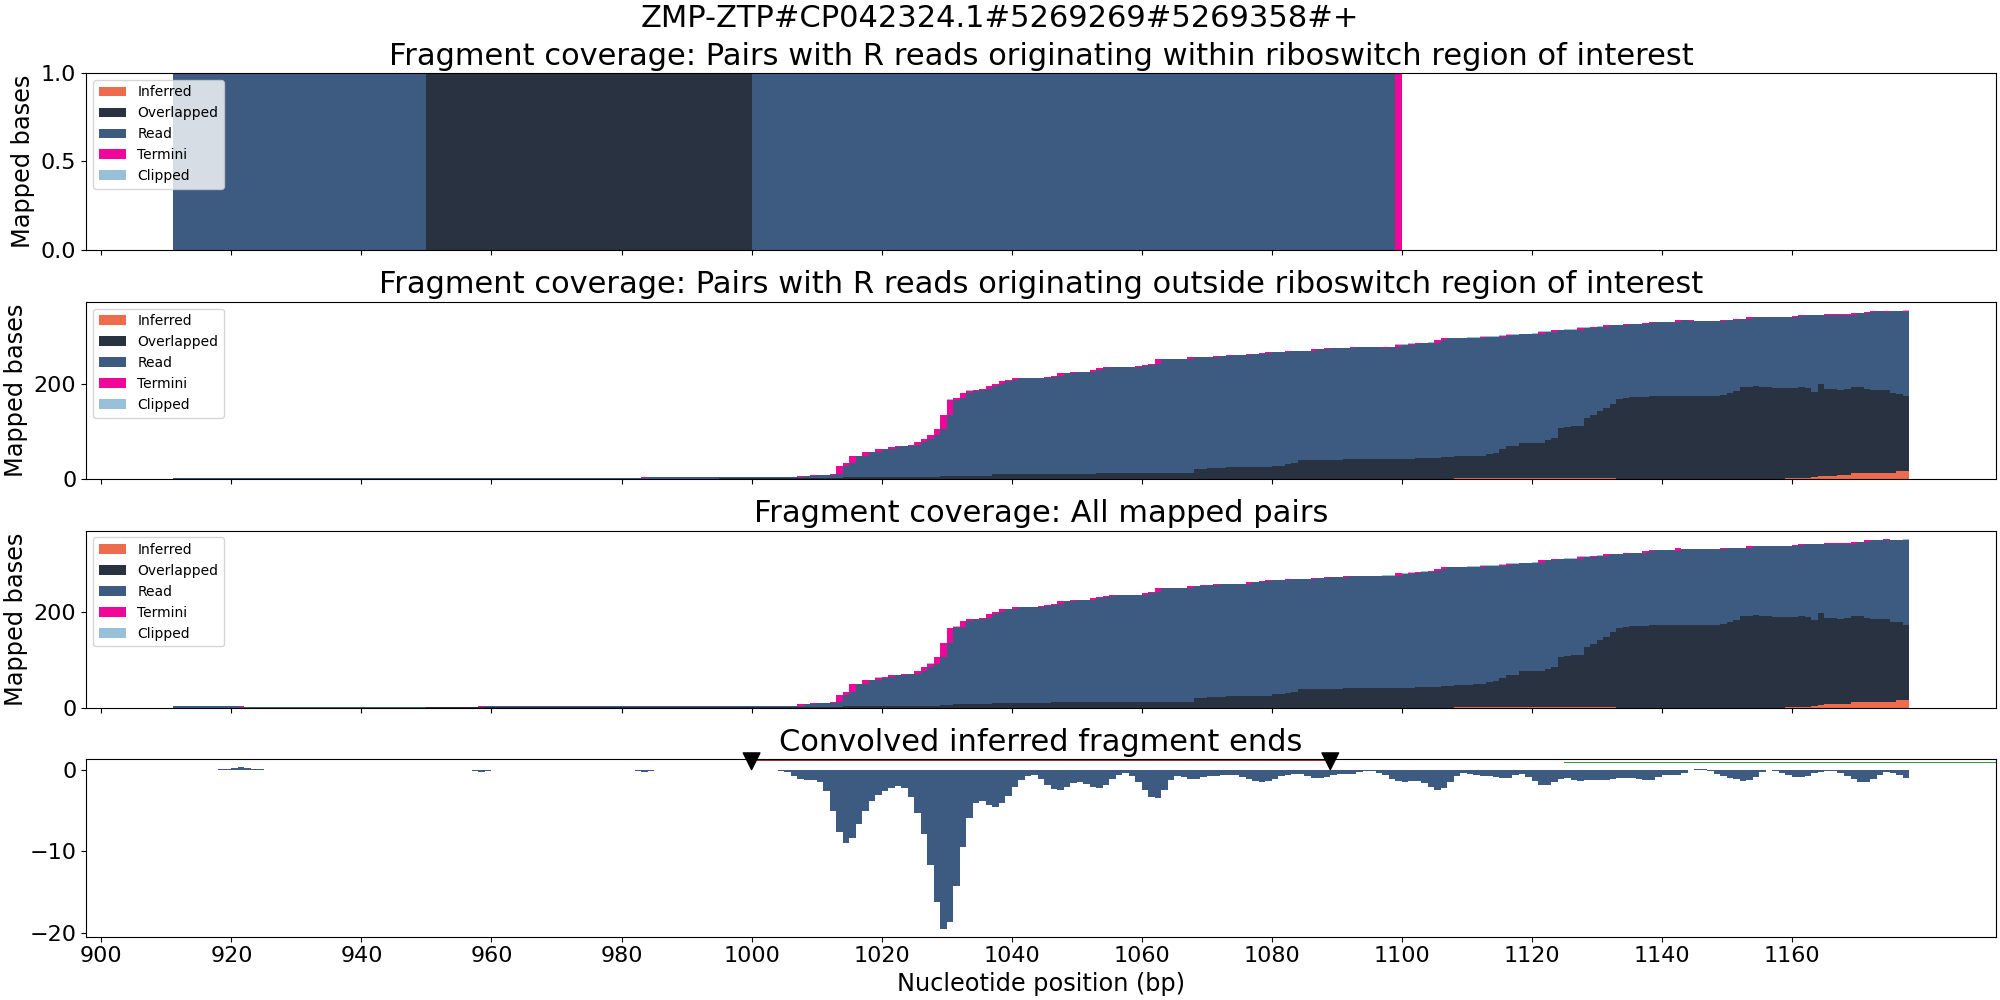 ZMP-ZTP#CP042324.1#5269269#5269358#+
Fragment coverage: Pairs with R reads originating within riboswitch region of interest
Mapped bases
1.0
0.5
0.0
Inferred
Overlapped
Read
Termini
Clipped
Fragment coverage: Pairs with R reads originating outside riboswitch region of interest
Mapped bases
200
0
Inferred
Overlapped
Read
Termini
Clipped
Fragment coverage: All mapped pairs
Mapped bases
200
0
Inferred
Overlapped
Read
Termini
Clipped
Convolved inferred fragment ends
0
−10
−20
900 920 940 960 980 1000 1020 1040 1060 1080 1100 1120 1140 1160
Nucleotide position (bp)